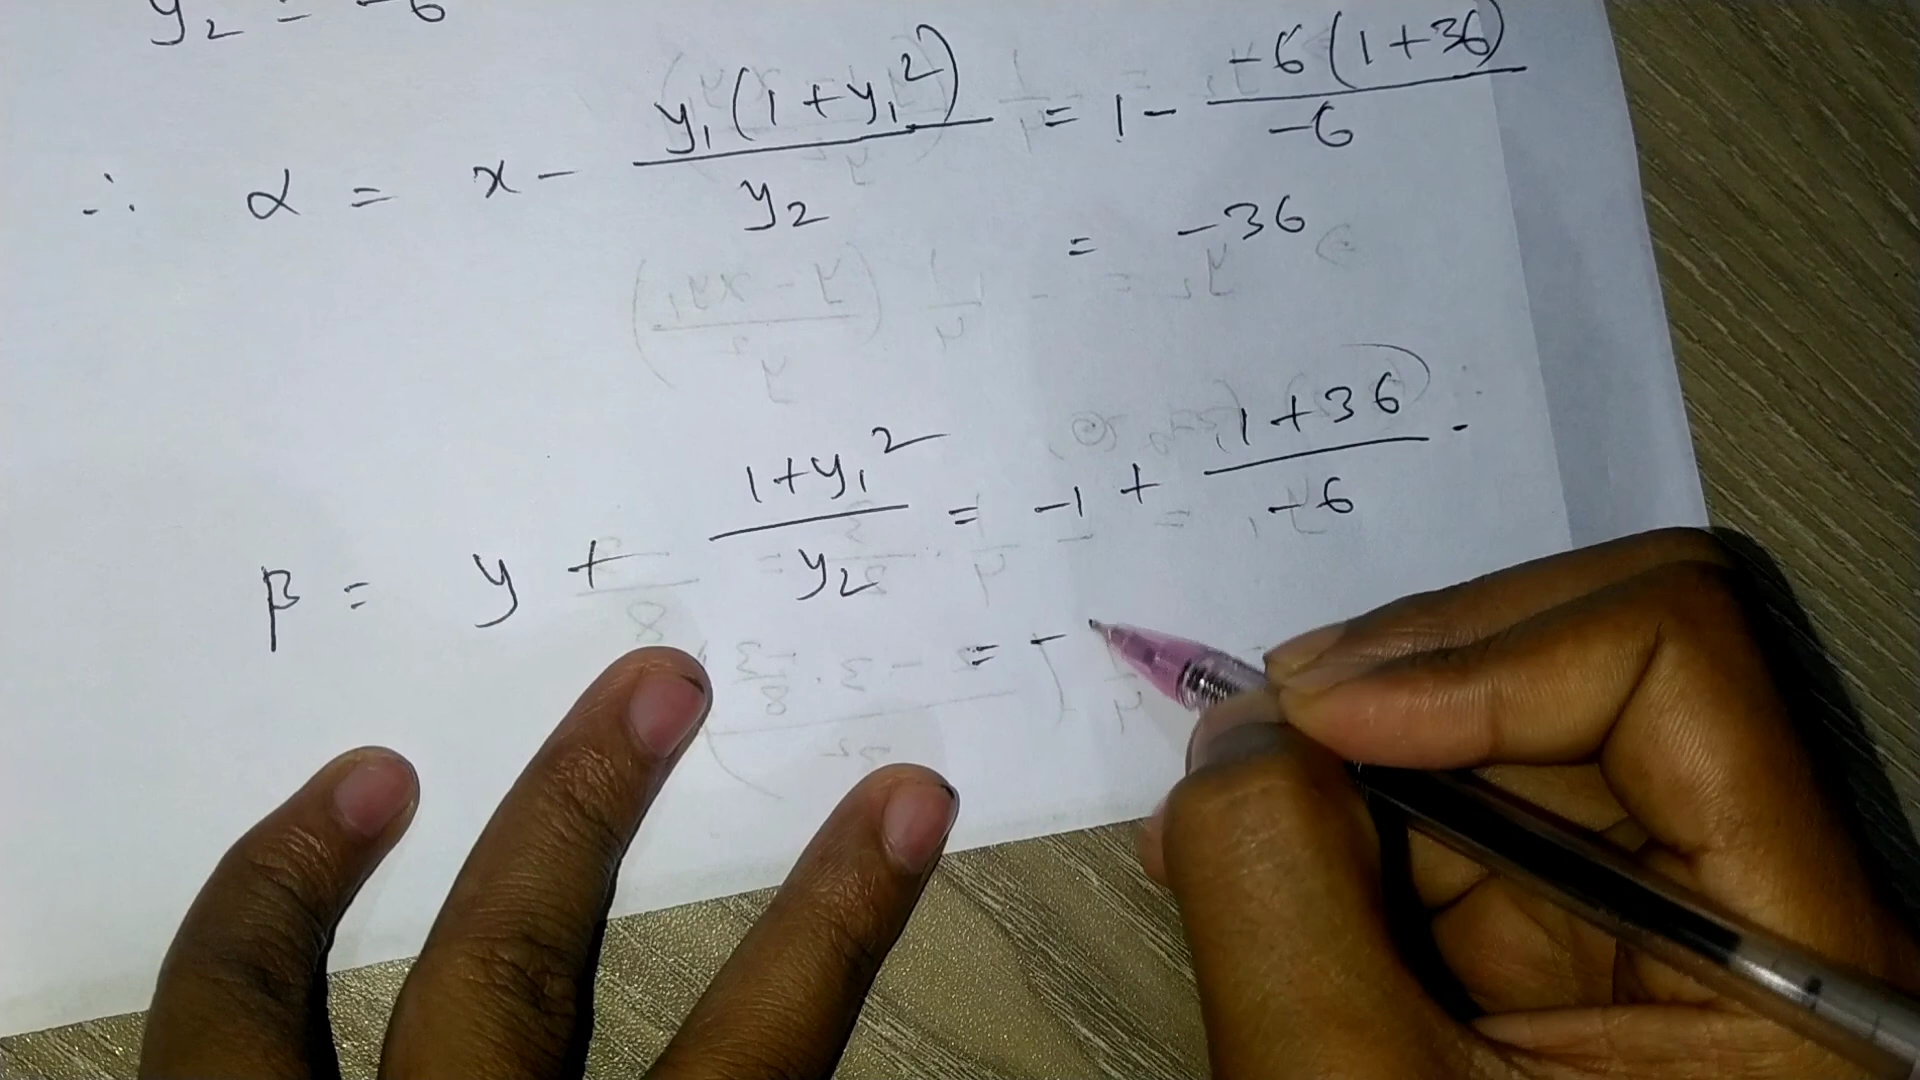 y₂ = -6
∴ α = x - y₁(1+y₁²)/y₂ = 1 - -6(1+36)/-6
= -36
β = y + 1+y₁²/y₂ = -1 + 1+36/-6 .
= -